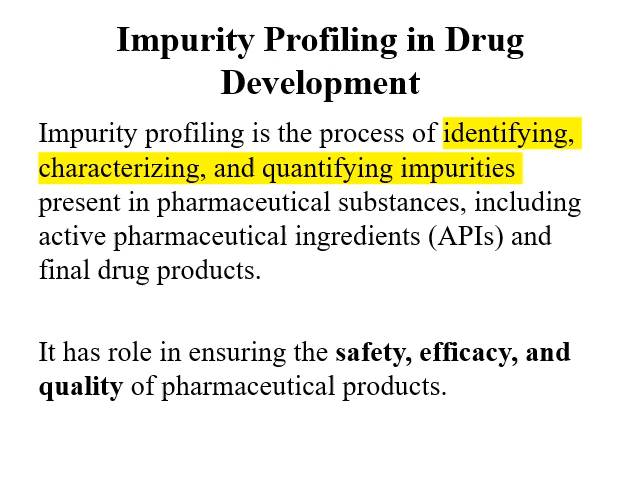 Impurity Profiling in Drug
Development
Impurity profiling is the process of identifying,
characterizing, and quantifying impurities
present in pharmaceutical substances, including
active pharmaceutical ingredients (APIs) and
final drug products.
It has role in ensuring the safety, efficacy, and
quality of pharmaceutical products.